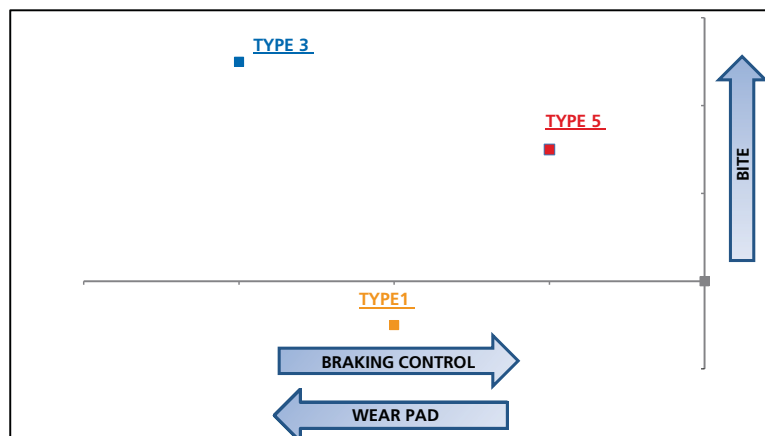 TYPE 3
TYPE 5
BITE
TYPE1
BRAKING CONTROL
WEAR PAD